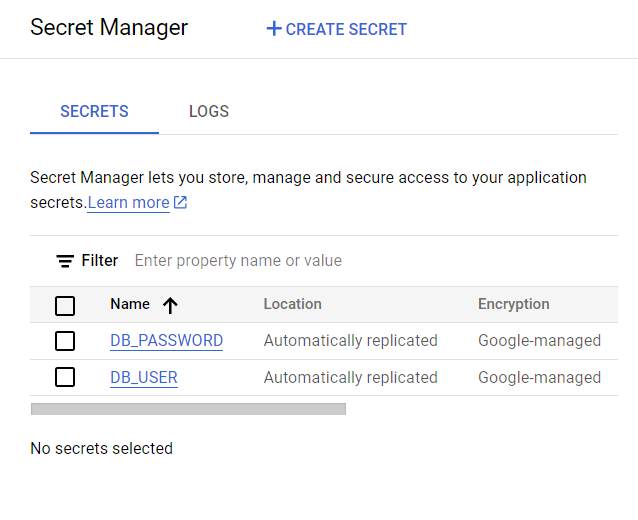 Secret Manager
CREATE SECRET
SECRETS LOGS
Secret Manager lets you store, manage and secure access to your application
secrets.Learn more
Filter Enter property name or value
Name Location Encryption
DB_PASSWORD Automatically replicated Google-managed
DB_USER Automatically replicated Google-managed
No secrets selected